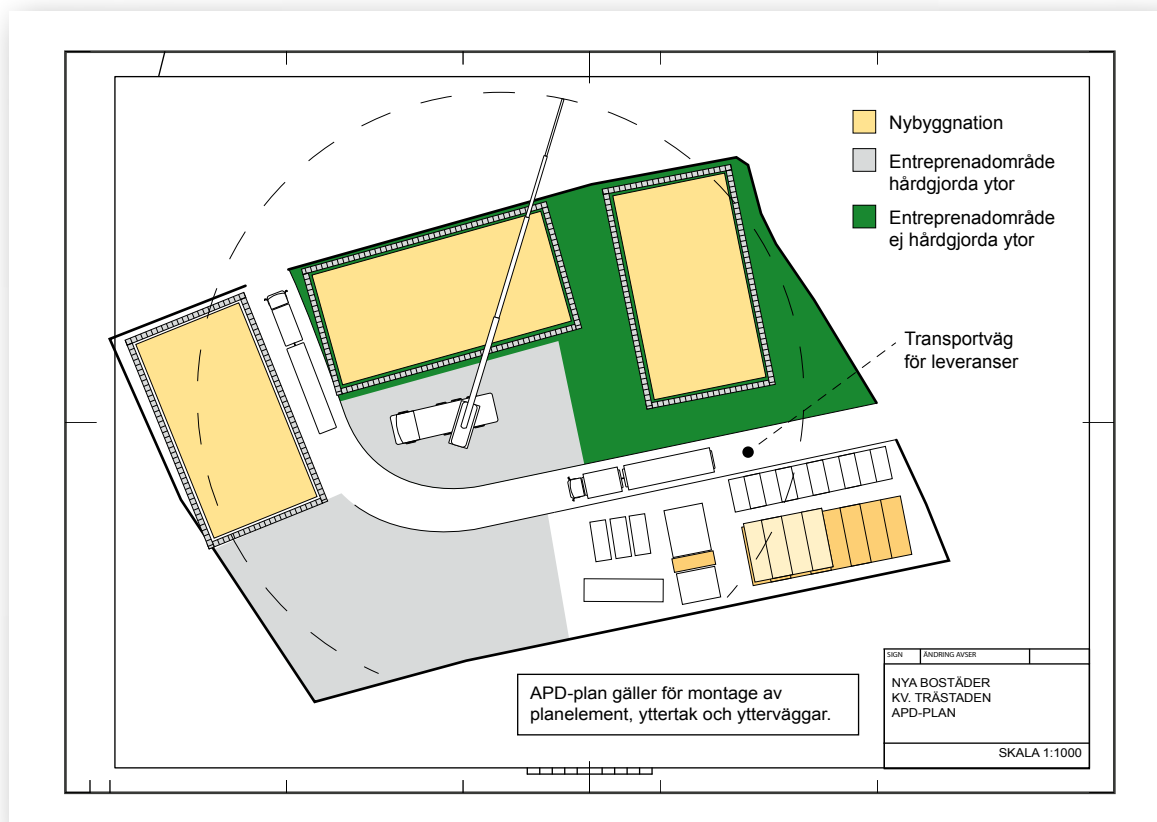 Nybyggnation
Entreprenadområde
hårdgjorda ytor
Entreprenadområde
ej hårdgjorda ytor
Transportväg
för leveranser
APD-plan gäller för montage av
planelement, yttertak och ytterväggar.
SIGN ÄNDRING AVSER
NYA BOSTÄDER
KV. TRÄSTADEN
APD-PLAN
SKALA 1:1000